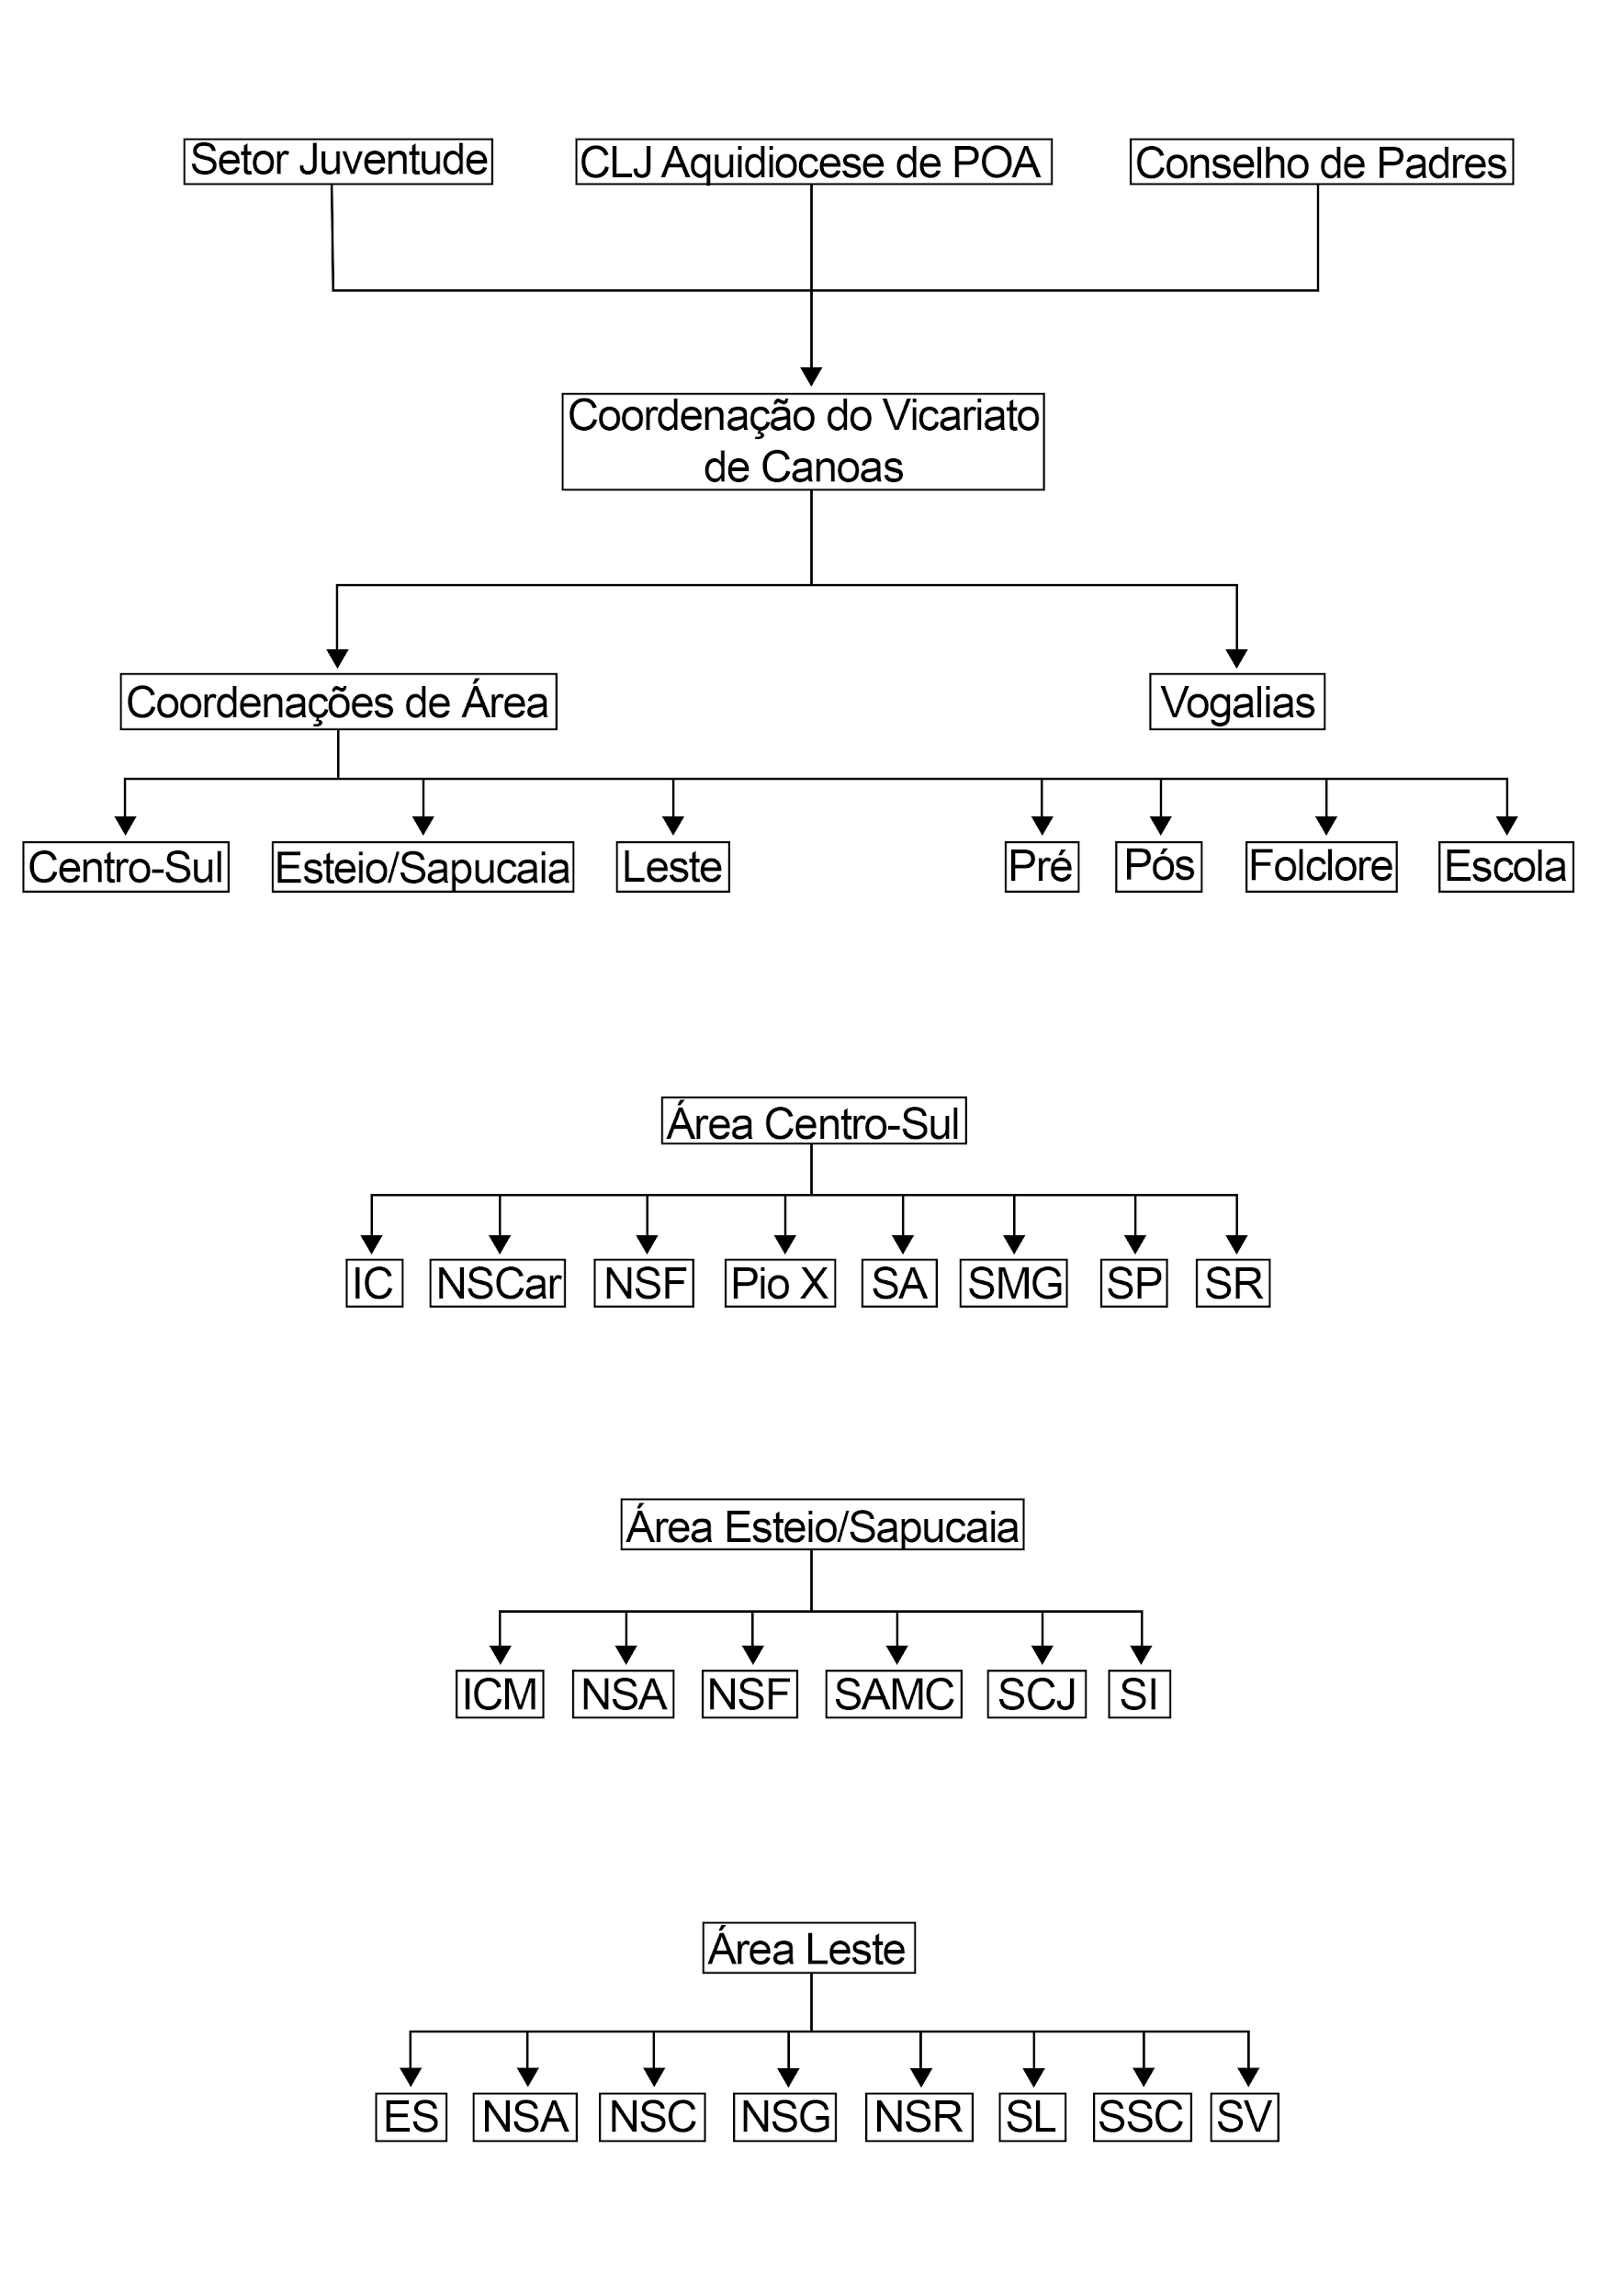 Setor Juventude
CLJ Aquidiocese de POA
Conselho de Padres
Coordenação do Vicariato
de Canoas
Coordenações de Área
Vogalias
Centro-Sul
Esteio/Sapucaia
Leste
Pré
Pós
Folclore
Escola
Área Centro-Sul
IC
NSCar
NSF
Pio X
SA
SMG
SP
SR
Área Esteio/Sapucaia
ICM
NSA
NSF
SAMC
SCJ
SI
Área Leste
ES
NSA
NSC
NSG
NSR
SL
SSC
SV